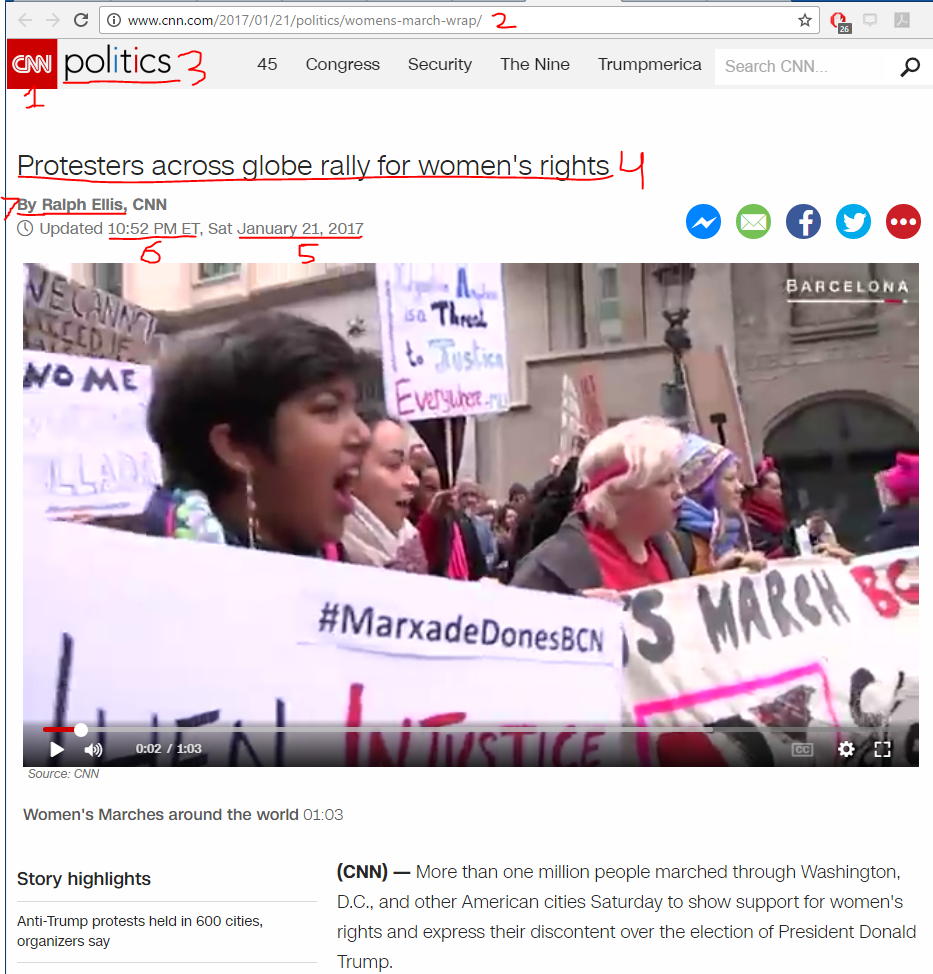 www.cnn.com/2017/01/21/politics/womens-march-wrap/ 2
26
CNN politics 3 45 Congress Security The Nine Trumpmerica Search CNN...
1
Protesters across globe rally for women's rights 4
7 By Ralph Ellis, CNN
Updated 10:52 PM ET, Sat January 21, 2017
6 5
BARCELONA
WE CANNOT
NO ME
is a Threat
to Justice
Everywhere
#MarxadeDonesBCN
'S MARCH BC
WHEN INJUSTICE
0:02 / 1:03 CC
Source: CNN
Women's Marches around the world 01:03
Story highlights
Anti-Trump protests held in 600 cities,
organizers say
(CNN) — More than one million people marched through Washington,
D.C., and other American cities Saturday to show support for women's
rights and express their discontent over the election of President Donald
Trump.